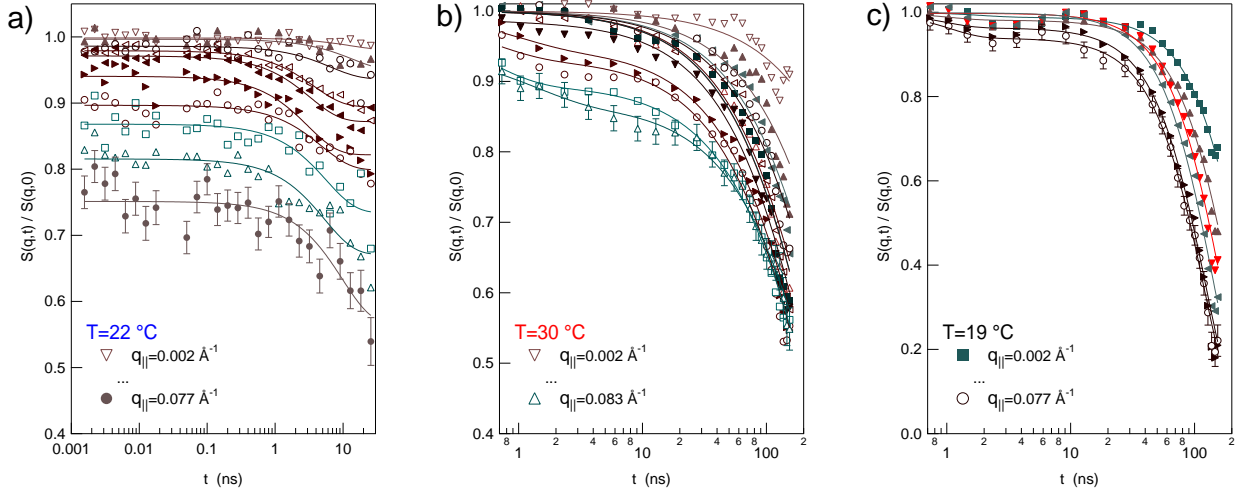 a)
S(q,t) / S(q,0)
1.0
0.9
0.8
0.7
0.6
0.5
0.4
T=22 °C
q||=0.002 Å-1
...
q||=0.077 Å-1
0.001
0.01
0.1
1
10
t (ns)
b)
S(q,t) / S(q,0)
1.0
0.9
0.8
0.7
0.6
0.5
0.4
T=30 °C
q||=0.002 Å-1
...
q||=0.083 Å-1
8 1 2 4 6 8 10 2 4 6 8 100 2
t (ns)
c)
S(q,t) / S(q,0)
1.0
0.8
0.6
0.4
0.2
0.0
T=19 °C
q||=0.002 Å-1
...
q||=0.077 Å-1
8 1 2 4 6 8 10 2 4 6 8 100 2
t (ns)